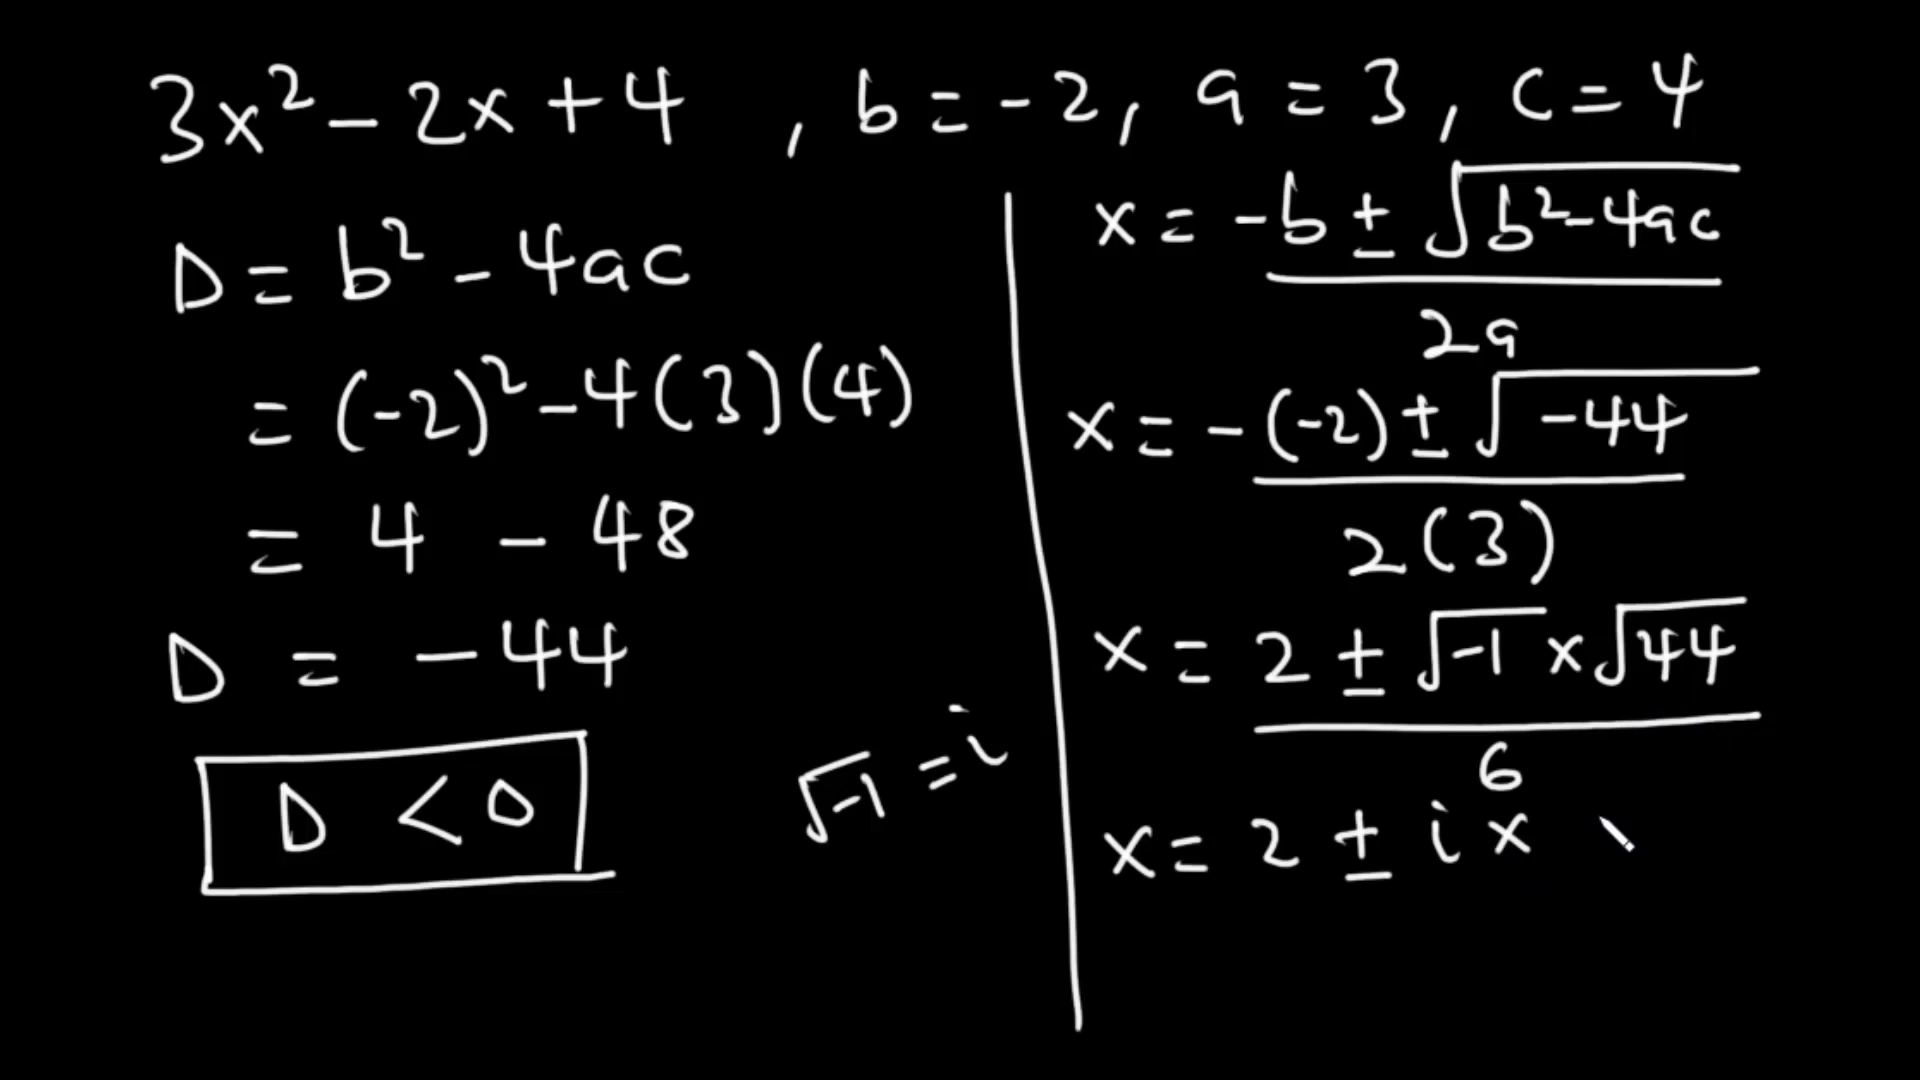 3x² - 2x + 4 , b = -2, a = 3, c = 4
D = b² - 4ac
= (-2)² - 4(3)(4)
= 4 - 48
D = -44
D < 0
√-1 = i
x = -b ± √b²-4ac
2a
x = -(-2) ± √-44
2(3)
x = 2 ± √-1 × √44
6
x = 2 ± i ×